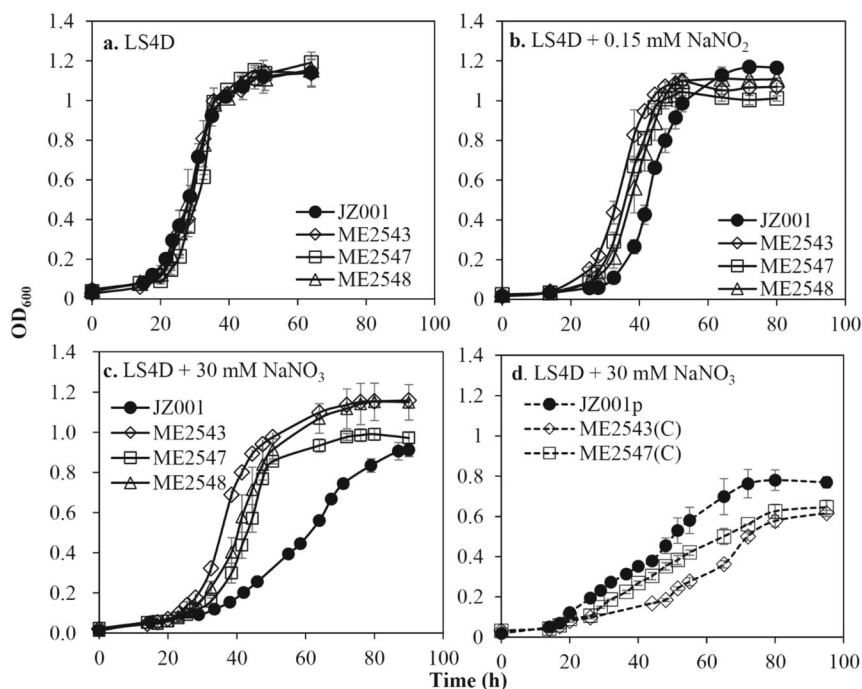 a. LS4D
1.4
1.2
1
0.8
0.6
0.4
0.2
0
0 20 40 60 80 100
JZ001
ME2543
ME2547
ME2548
b. LS4D + 0.15 mM NaNO₂
1.4
1.2
1
0.8
0.6
0.4
0.2
0
0 20 40 60 80 100
JZ001
ME2543
ME2547
ME2548
OD₆₀₀
c. LS4D + 30 mM NaNO₃
1.4
1.2
1.0
0.8
0.6
0.4
0.2
0.0
0 20 40 60 80 100
JZ001
ME2543
ME2547
ME2548
d. LS4D + 30 mM NaNO₃
1.4
1.2
1
0.8
0.6
0.4
0.2
0
0 20 40 60 80 100
JZ001p
ME2543(C)
ME2547(C)
Time (h)